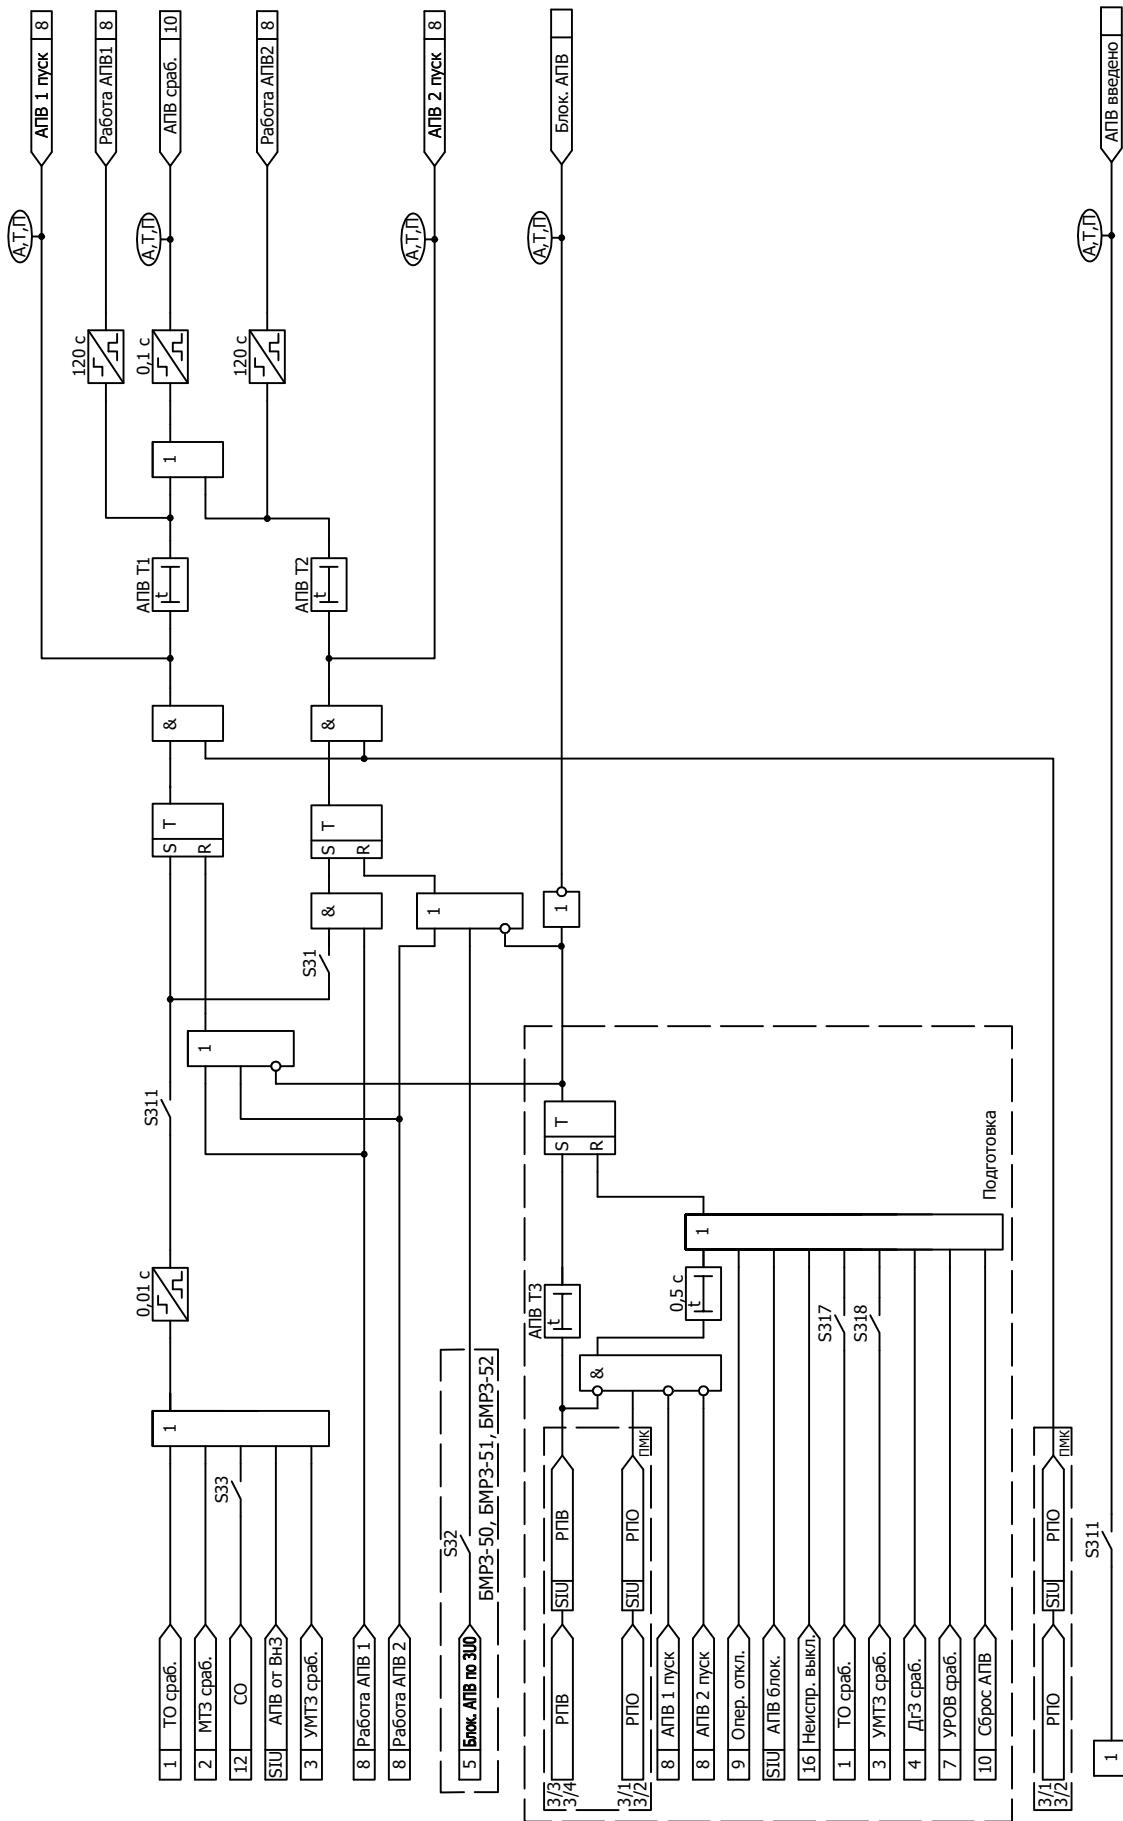 1 ТО сраб.
2 МТЗ сраб.
12 СО
SIU АПВ от ВнЗ
3 УМТЗ сраб.
8 Работа АПВ 1
8 Работа АПВ 2
5 Блок. АПВ по 3U0
S33
S32
БМРЗ-50, БМРЗ-51, БМРЗ-52
1
0,01 с
S311
1
S31
&
1
1
S T
R
S T
R
&
&
АПВ Т1
t
АПВ Т2
t
1
120 с
0,1 с
120 с
А,Т,П
А,Т,П
А,Т,П
А,Т,П
А,Т,П
АПВ 1 пуск 8
Работа АПВ1 8
АПВ сраб. 10
Работа АПВ2 8
АПВ 2 пуск 8
Блок. АПВ
АПВ введено
3/3
3/4
РПВ
SIU РПВ
3/1
3/2
РПО
SIU РПО
ПМК
8 АПВ 1 пуск
8 АПВ 2 пуск
9 Опер. откл.
SIU АПВ блок.
16 Неиспр. выкл.
1 ТО сраб.
3 УМТЗ сраб.
4 ДгЗ сраб.
7 УРОВ сраб.
10 Сброс АПВ
S317
S318
&
АПВ Т3
t
0,5 с
t
1
S T
R
Подготовка
3/1
3/2
РПО
SIU РПО
ПМК
1
S311